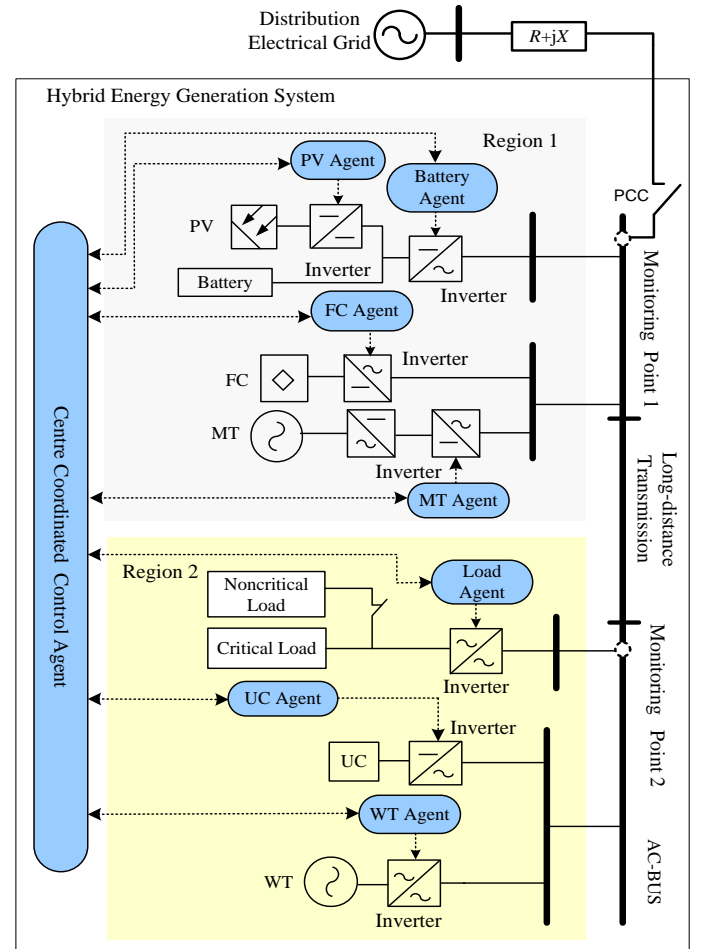 Distribution
Electrical Grid
R+jX
Hybrid Energy Generation System
Region 1
PV Agent
Battery
Agent
PCC
PV
Inverter
Battery
Inverter
Monitoring
Point 1
FC Agent
Inverter
FC
MT
Inverter
MT Agent
Centre Coordinated Control Agent
Long-distance
Transmission
Region 2
Load
Agent
Noncritical
Load
Critical Load
Inverter
Monitoring
Point 2
UC Agent
Inverter
UC
WT Agent
WT
Inverter
AC-BUS